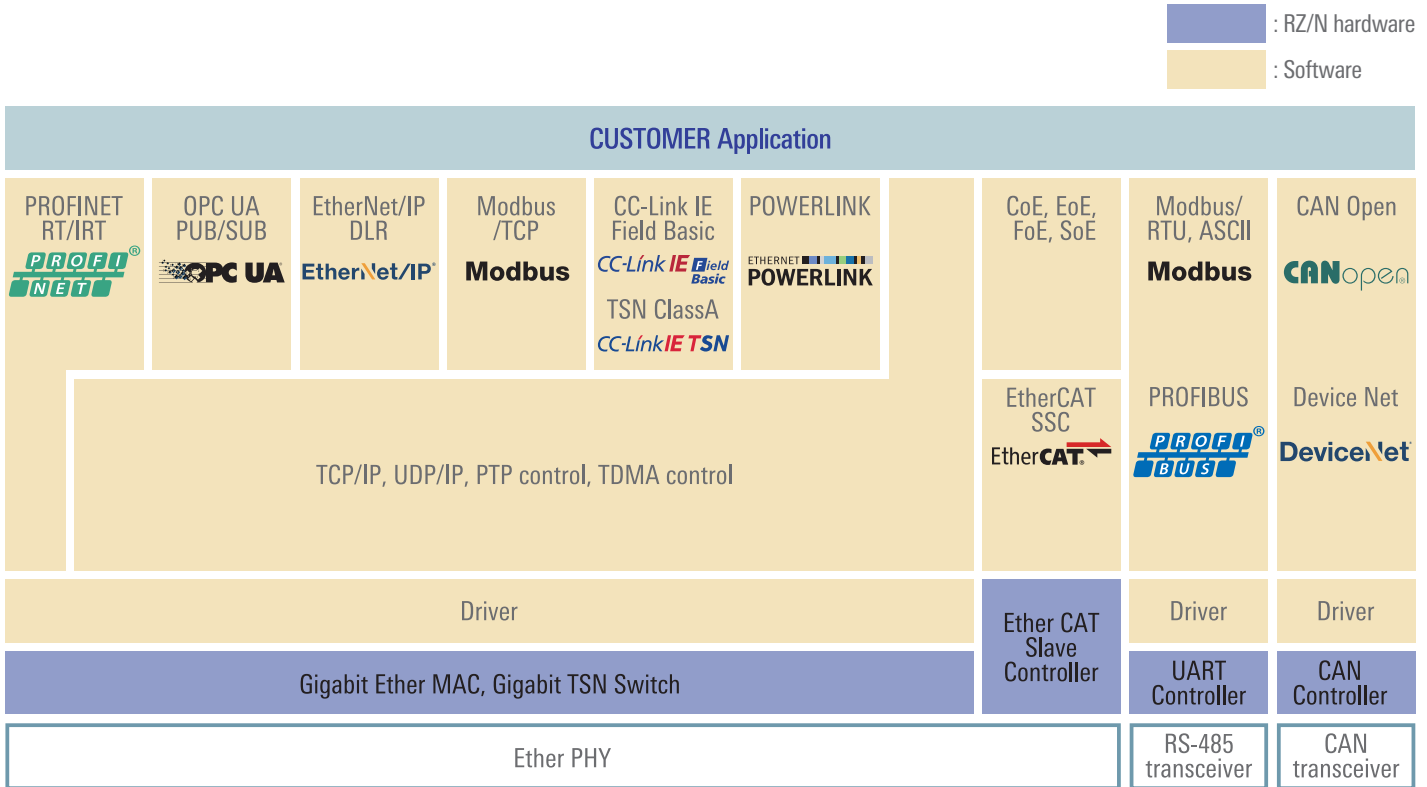 : RZ/N hardware
: Software
CUSTOMER Application
PROFINET
RT/IRT
PROFI®
NET
OPC UA
PUB/SUB
OPC UA
EtherNet/IP
DLR
EtherNet/IP®
Modbus
/TCP
Modbus
CC-Link IE
Field Basic
CC-Link IE Field
Basic
TSN ClassA
CC-Link IE TSN
POWERLINK
ETHERNET
POWERLINK
CoE, EoE,
FoE, SoE
Modbus/
RTU, ASCII
Modbus
CAN Open
CANopen®
TCP/IP, UDP/IP, PTP control, TDMA control
EtherCAT
SSC
EtherCAT®
PROFIBUS
PROFI®
BUS
Device Net
DeviceNet
Driver
Ether CAT
Slave
Controller
Driver
Driver
Gigabit Ether MAC, Gigabit TSN Switch
UART
Controller
CAN
Controller
Ether PHY
RS-485
transceiver
CAN
transceiver